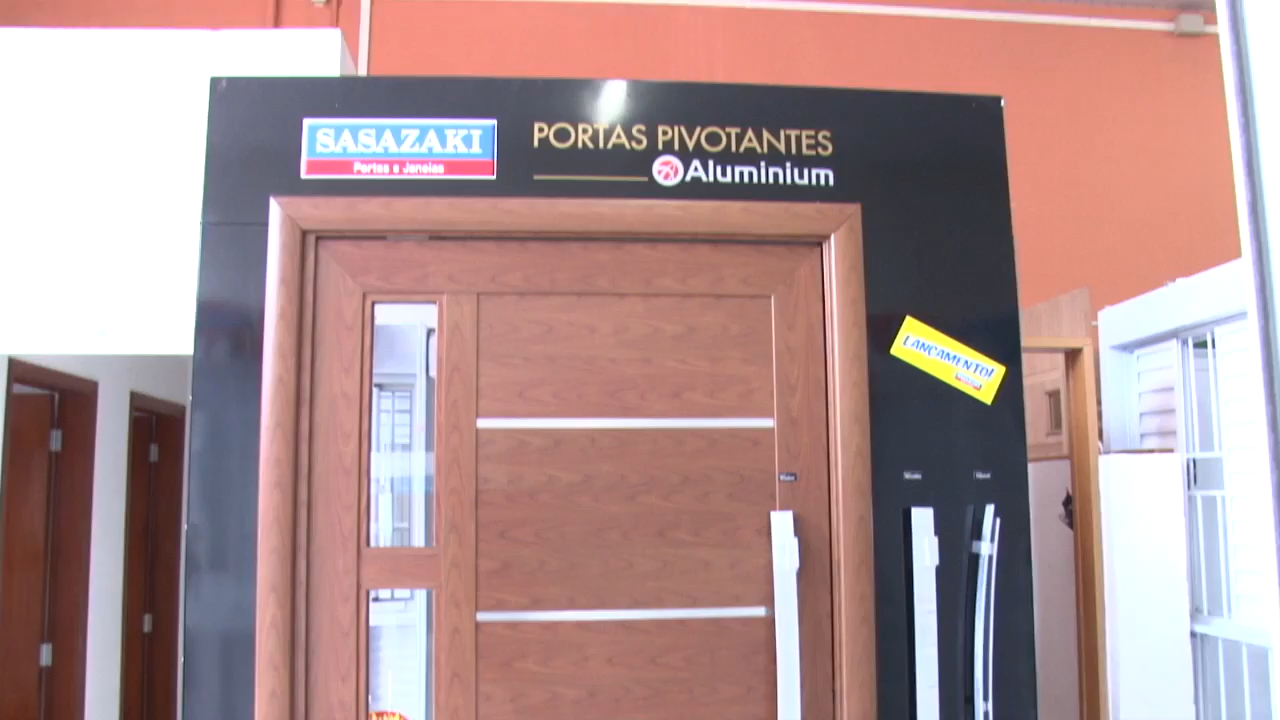 SASAZAKI
Portas e Janelas
PORTAS PIVOTANTES
Aluminium
LANÇAMENTO!